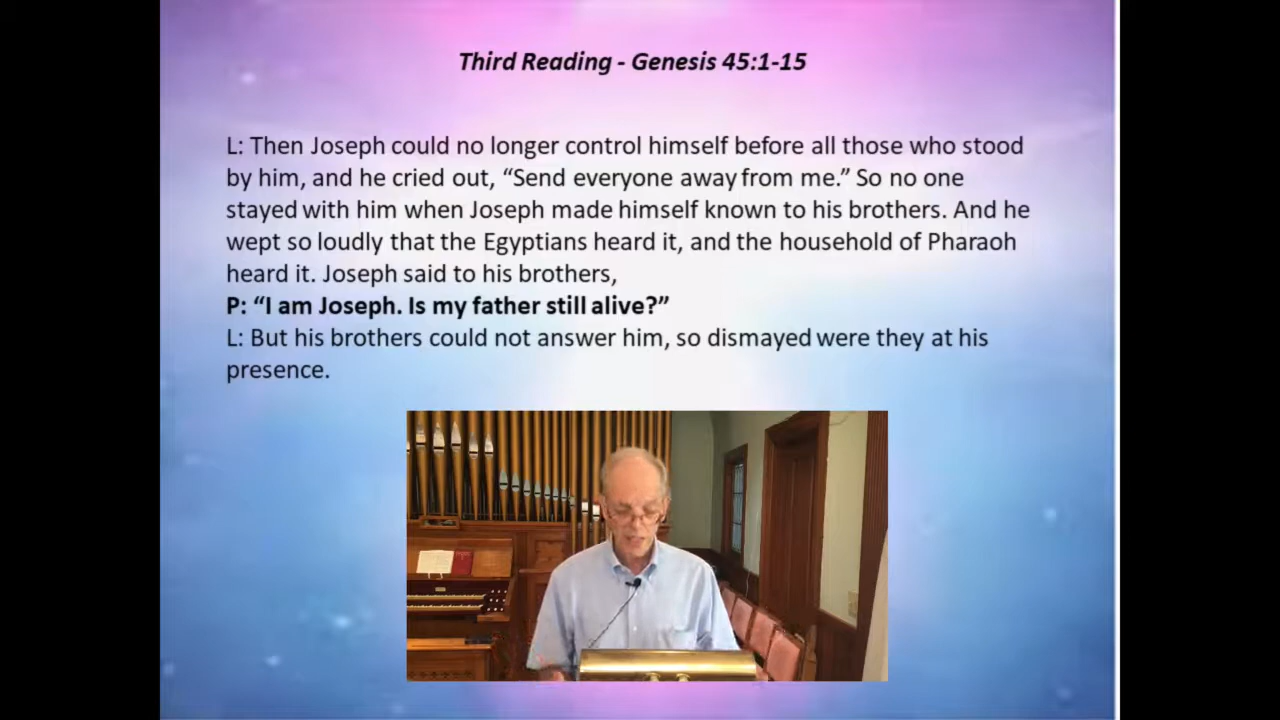 Third Reading - Genesis 45:1-15
L: Then Joseph could no longer control himself before all those who stood
by him, and he cried out, “Send everyone away from me.” So no one
stayed with him when Joseph made himself known to his brothers. And he
wept so loudly that the Egyptians heard it, and the household of Pharaoh
heard it. Joseph said to his brothers,
P: “I am Joseph. Is my father still alive?”
L: But his brothers could not answer him, so dismayed were they at his
presence.